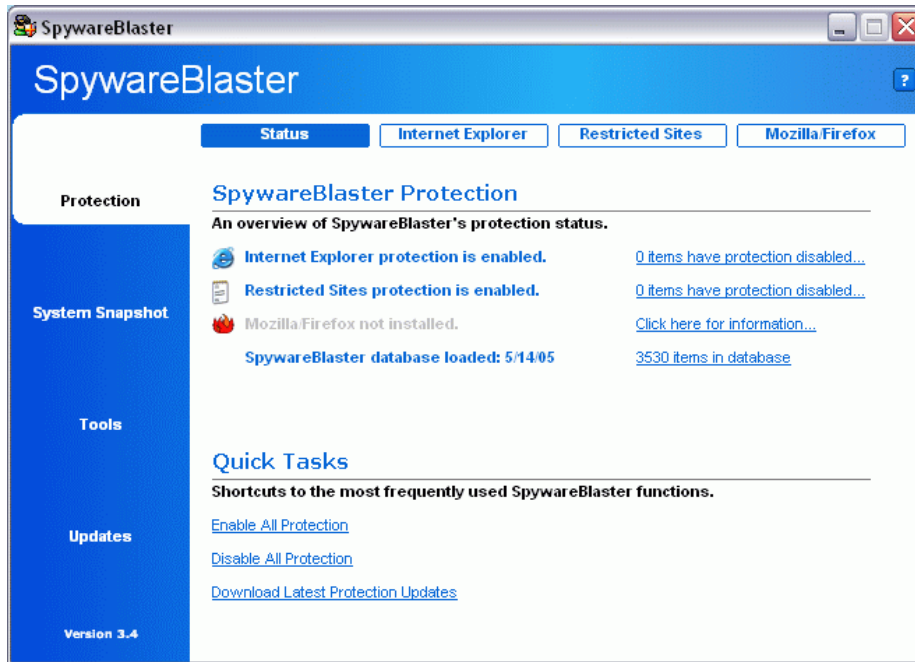 SpywareBlaster
SpywareBlaster
?
Status Internet Explorer Restricted Sites Mozilla/Firefox
Protection
System Snapshot
Tools
Updates
Version 3.4
SpywareBlaster Protection
An overview of SpywareBlaster's protection status.
Internet Explorer protection is enabled. 0 items have protection disabled...
Restricted Sites protection is enabled. 0 items have protection disabled...
Mozilla/Firefox not installed. Click here for information...
SpywareBlaster database loaded: 5/14/05 3530 items in database
Quick Tasks
Shortcuts to the most frequently used SpywareBlaster functions.
Enable All Protection
Disable All Protection
Download Latest Protection Updates